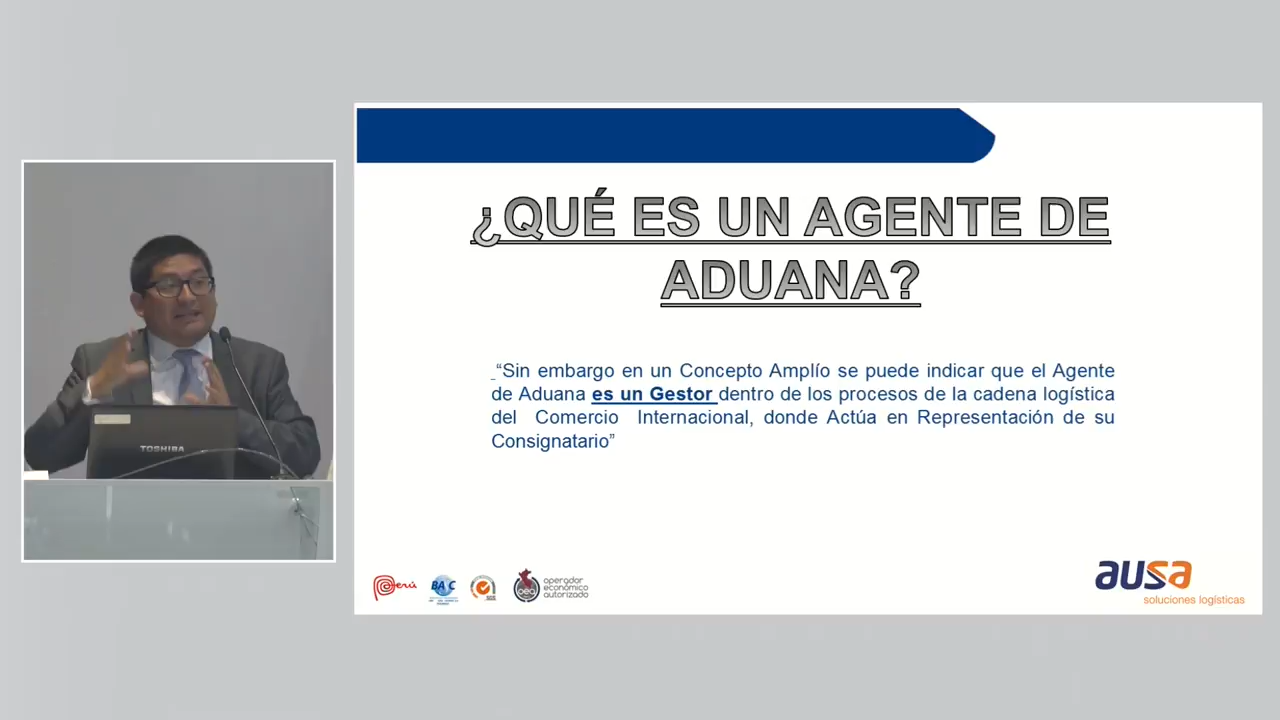 ¿QUÉ ES UN AGENTE DE
ADUANA?
“Sin embargo en un Concepto Amplío se puede indicar que el Agente
de Aduana es un Gestor dentro de los procesos de la cadena logística
del Comercio Internacional, donde Actúa en Representación de su
Consignatario”
TOSHIBA
Perú
BASC
oea
operador
económico
autorizado
ausa
soluciones logísticas